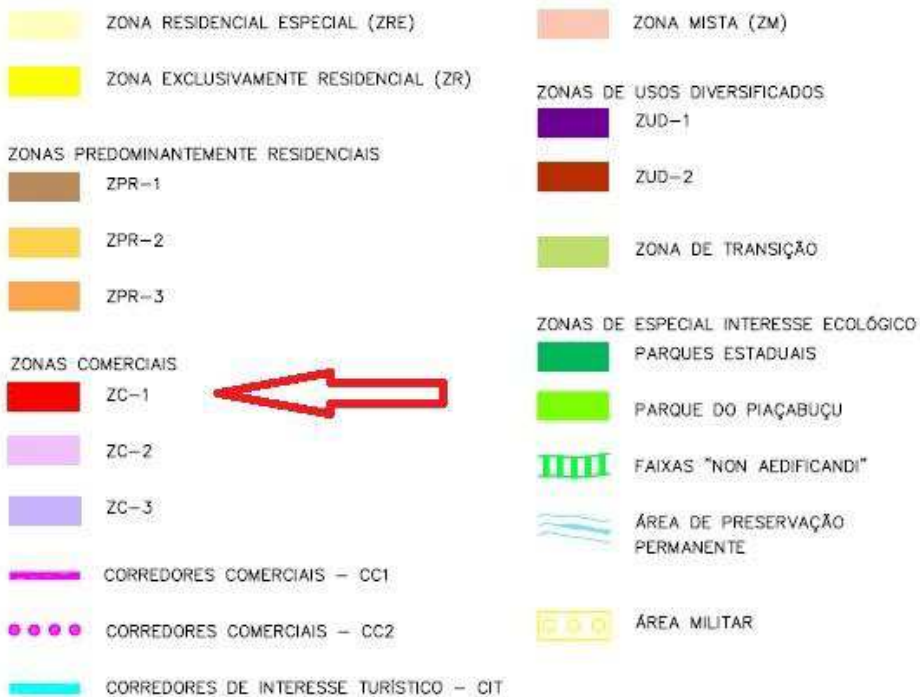 ZONA RESIDENCIAL ESPECIAL (ZRE)
ZONA EXCLUSIVAMENTE RESIDENCIAL (ZR)
ZONAS PREDOMINANTEMENTE RESIDENCIAIS
ZPR-1
ZPR-2
ZPR-3
ZONAS COMERCIAIS
ZC-1
ZC-2
ZC-3
CORREDORES COMERCIAIS - CC1
CORREDORES COMERCIAIS - CC2
CORREDORES DE INTERESSE TURÍSTICO - CIT
ZONA MISTA (ZM)
ZONAS DE USOS DIVERSIFICADOS
ZUD-1
ZUD-2
ZONA DE TRANSIÇÃO
ZONAS DE ESPECIAL INTERESSE ECOLÓGICO
PARQUES ESTADUAIS
PARQUE DO PIAÇABUÇU
FAIXAS "NON AEDIFICANDI"
ÁREA DE PRESERVAÇÃO
PERMANENTE
ÁREA MILITAR